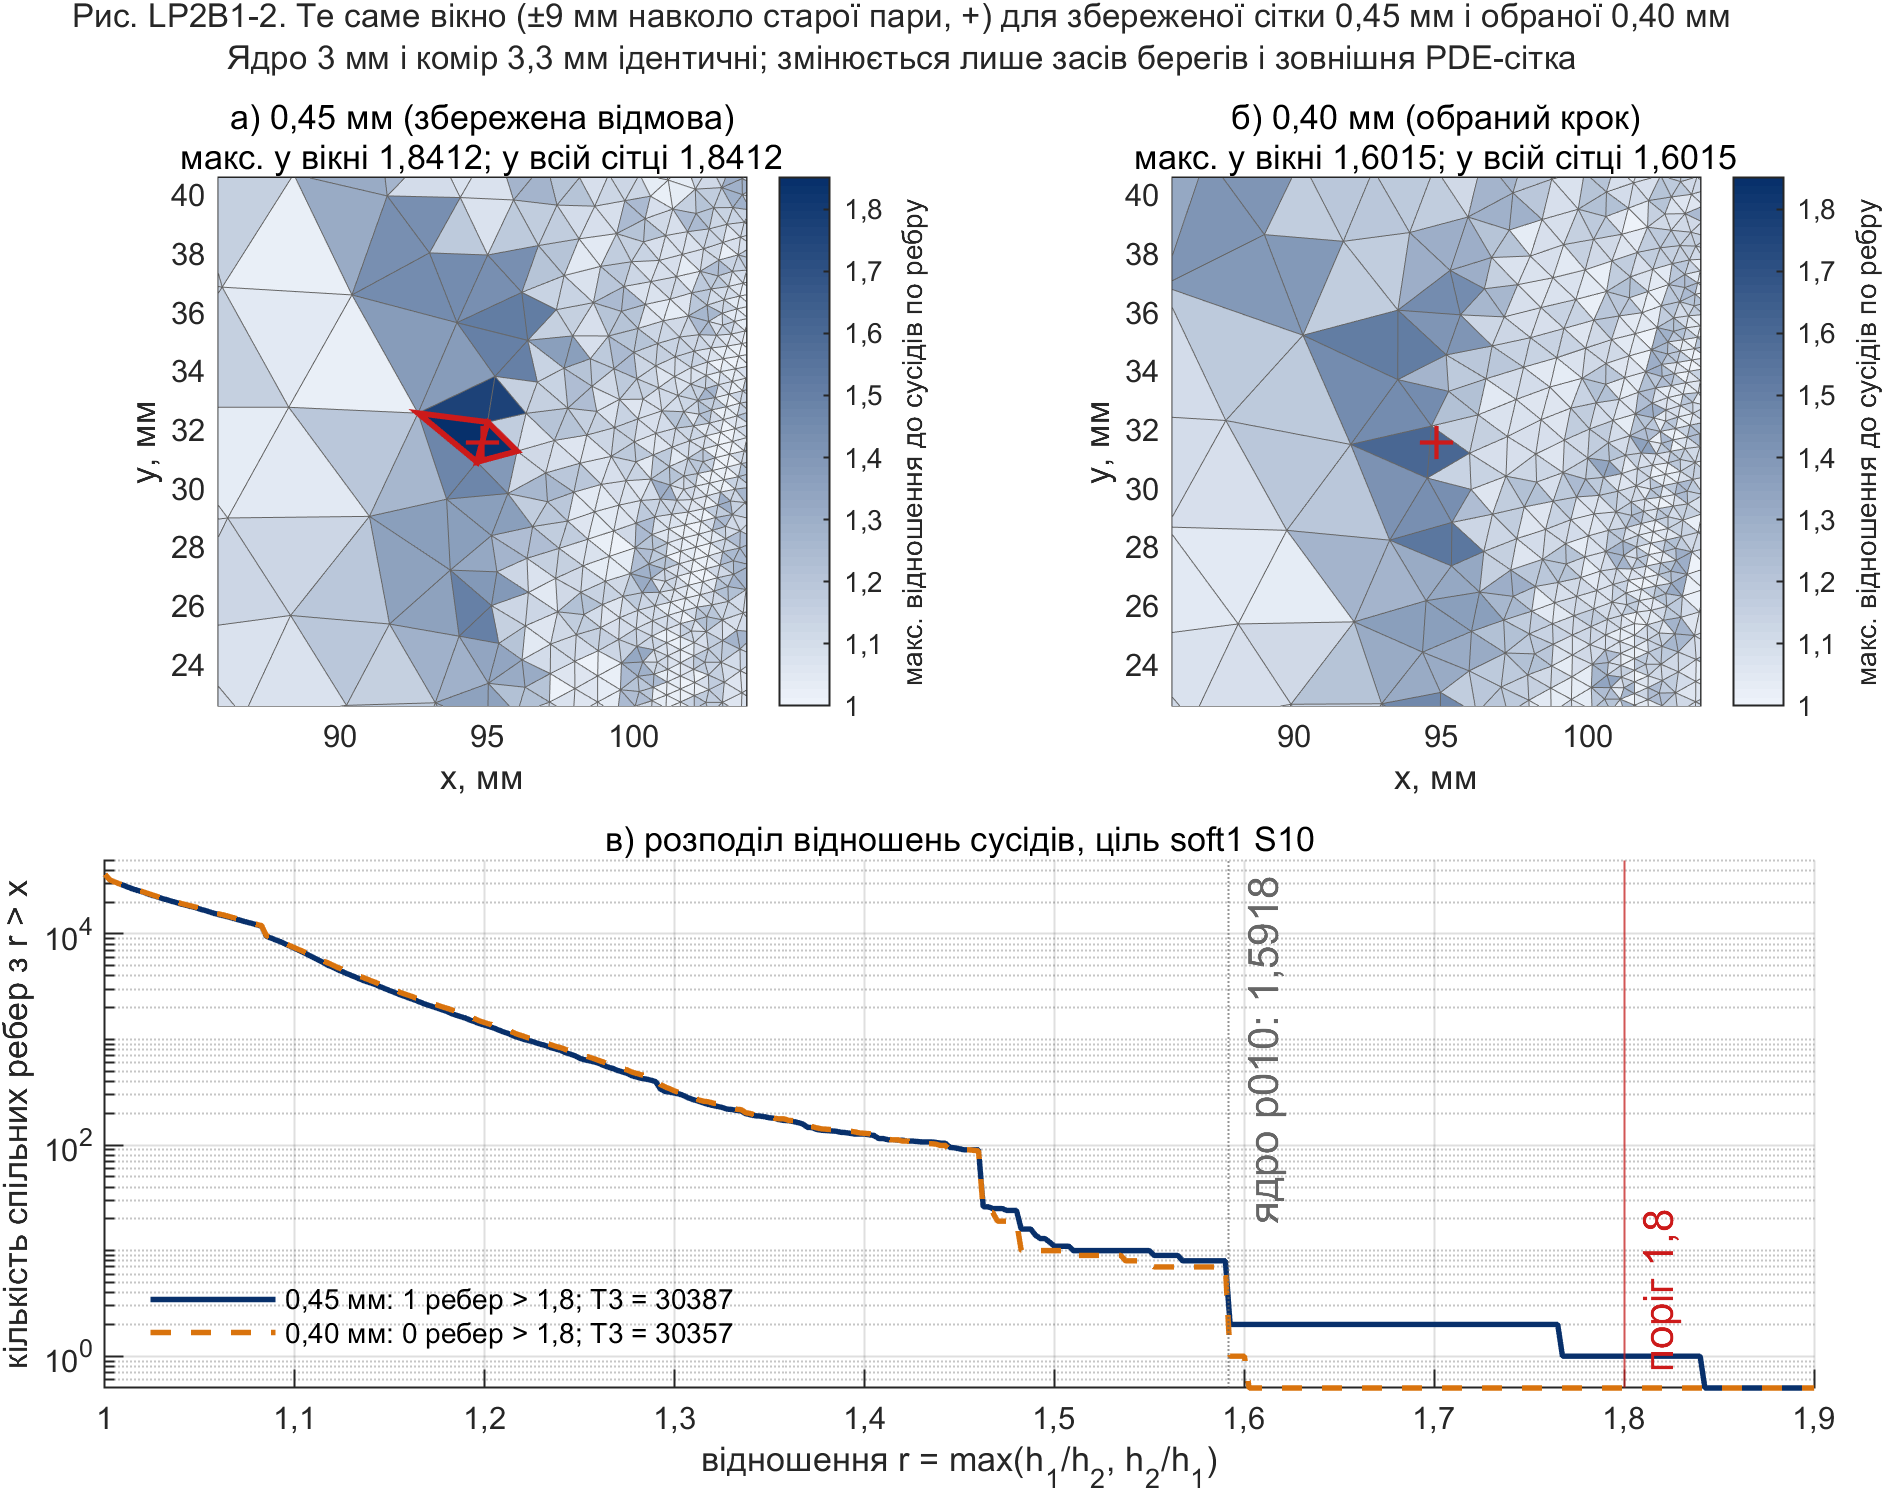 Рис. LP2B1-2. Те саме вікно (±9 мм навколо старої пари, +) для збереженої сітки 0,45 мм і обраної 0,40 мм
Ядро 3 мм і комір 3,3 мм ідентичні; змінюється лише засів берегів і зовнішня PDE-сітка
а) 0,45 мм (збережена відмова)
макс. у вікні 1,8412; у всій сітці 1,8412
40
38
36
34
32
30
28
26
24
90
95
100
y, мм
x, мм
1,8
1,7
1,6
1,5
1,4
1,3
1,2
1,1
1
макс. відношення до сусідів по ребру
б) 0,40 мм (обраний крок)
макс. у вікні 1,6015; у всій сітці 1,6015
40
38
36
34
32
30
28
26
24
90
95
100
y, мм
x, мм
1,8
1,7
1,6
1,5
1,4
1,3
1,2
1,1
1
макс. відношення до сусідів по ребру
в) розподіл відношень сусідів, ціль soft1 S10
кількість спільних ребер з r > x
10⁴
10²
10⁰
ядро p010: 1,5918
поріг 1,8
0,45 мм: 1 ребер > 1,8; T3 = 30387
0,40 мм: 0 ребер > 1,8; T3 = 30357
1
1,1
1,2
1,3
1,4
1,5
1,6
1,7
1,8
1,9
відношення r = max(h₁/h₂, h₂/h₁)